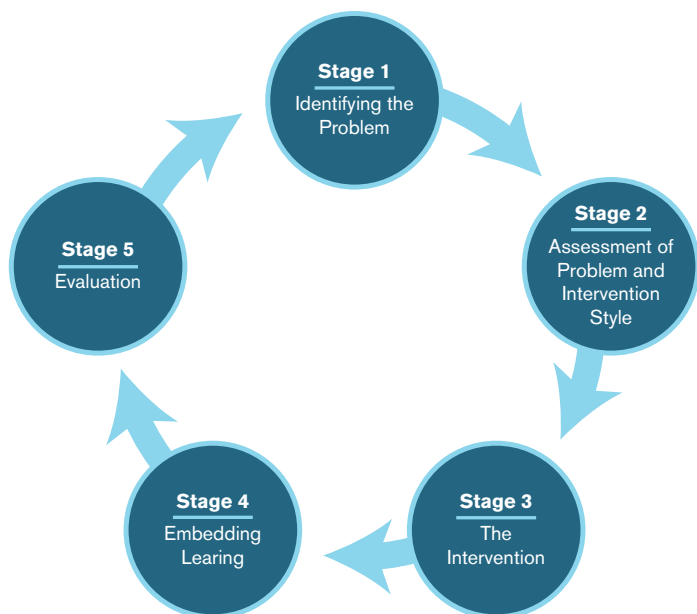 Stage 1
Identifying the
Problem
Stage 2
Assessment of
Problem and
Intervention
Style
Stage 3
The
Intervention
Stage 4
Embedding
Learing
Stage 5
Evaluation